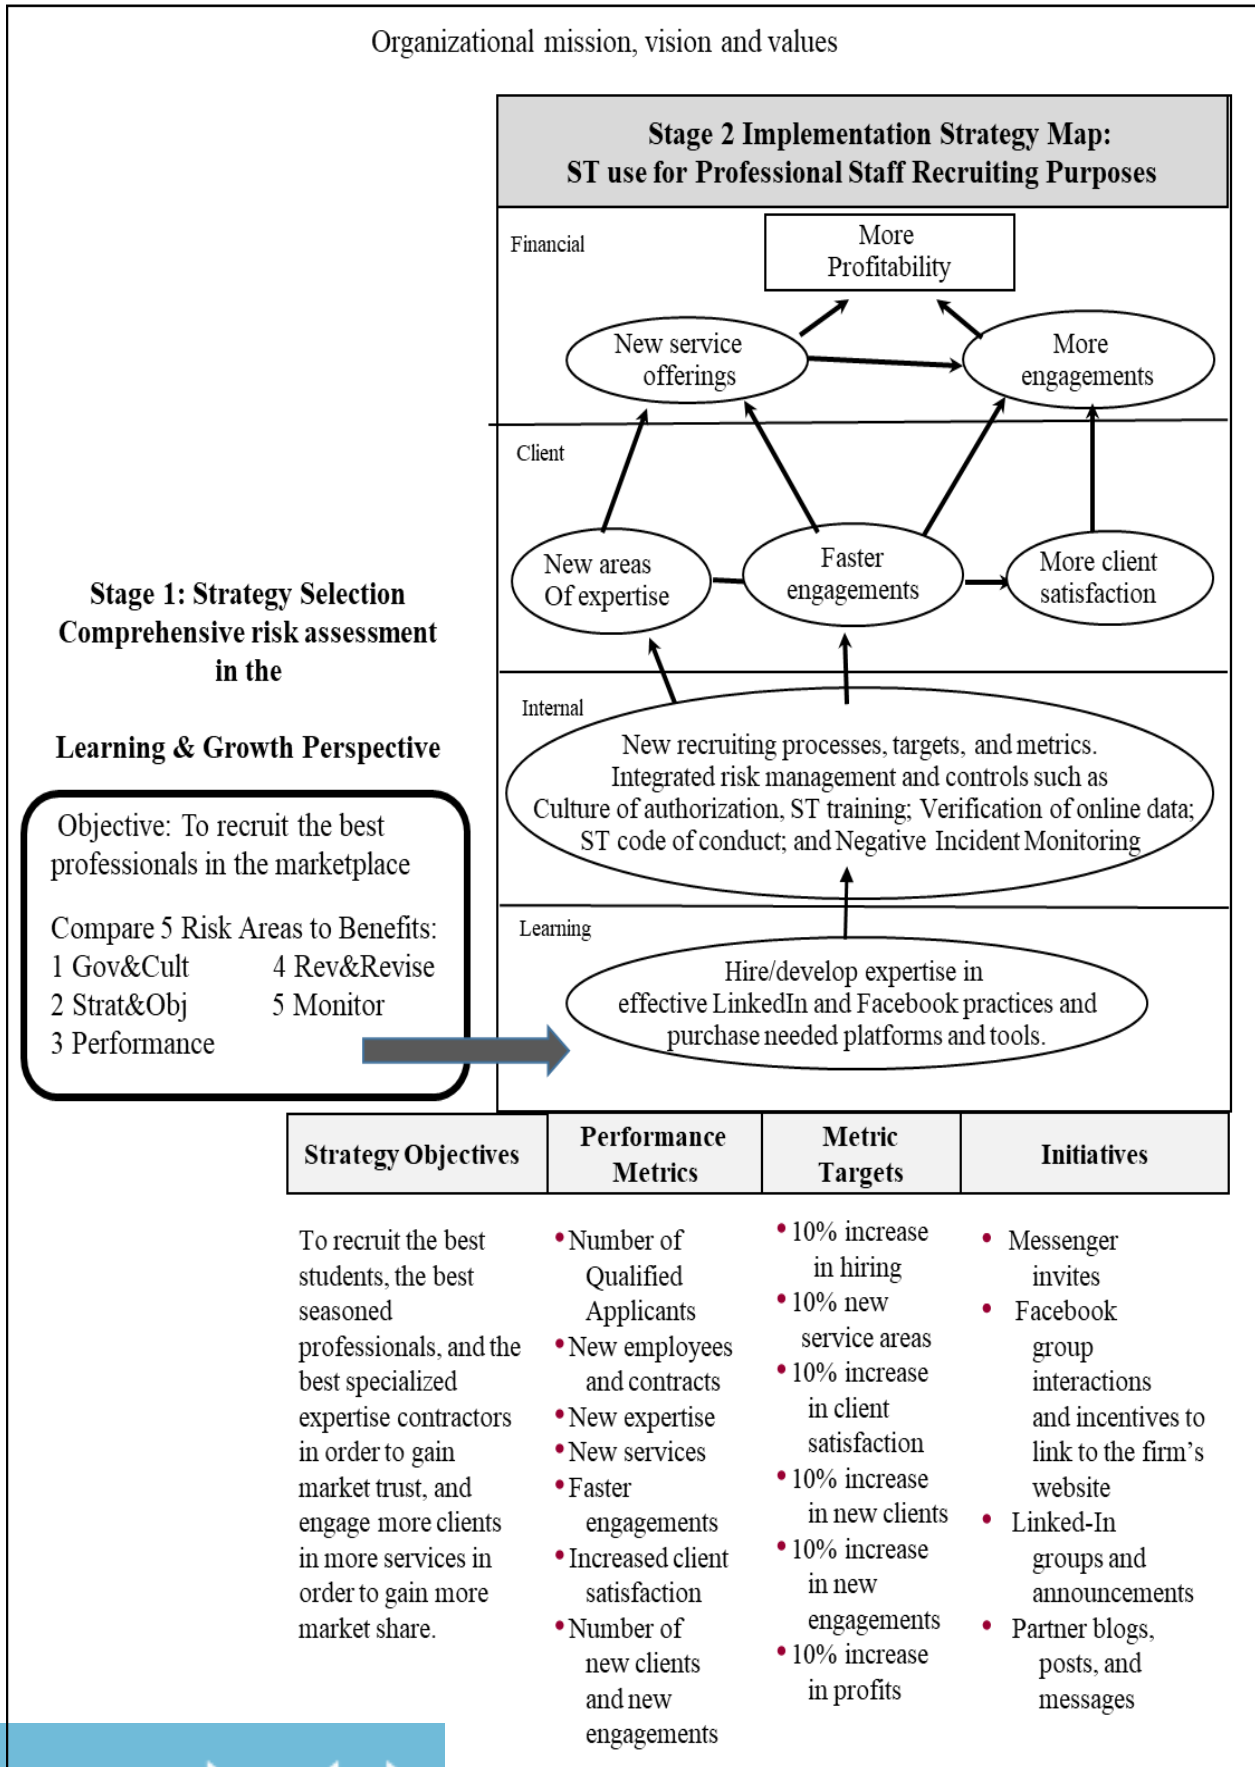 Organizational mission, vision and values
Stage 2 Implementation Strategy Map:
ST use for Professional Staff Recruiting Purposes
Financial
More
Profitability
New service
offerings
More
engagements
Client
New areas
Of expertise
Faster
engagements
More client
satisfaction
Stage 1: Strategy Selection
Comprehensive risk assessment
in the
Learning & Growth Perspective
Internal
New recruiting processes, targets, and metrics.
Integrated risk management and controls such as
Culture of authorization, ST training; Verification of online data;
ST code of conduct; and Negative Incident Monitoring
Objective: To recruit the best
professionals in the marketplace
Compare 5 Risk Areas to Benefits:
1 Gov&Cult 4 Rev&Revise
2 Strat&Obj 5 Monitor
3 Performance
Learning
Hire/develop expertise in
effective LinkedIn and Facebook practices and
purchase needed platforms and tools.
Strategy Objectives
Performance
Metrics
Metric
Targets
Initiatives
To recruit the best
students, the best
seasoned
professionals, and the
best specialized
expertise contractors
in order to gain
market trust, and
engage more clients
in more services in
order to gain more
market share.
• Number of
Qualified
Applicants
• New employees
and contracts
• New expertise
• New services
• Faster
engagements
• Increased client
satisfaction
• Number of
new clients
and new
engagements
• 10% increase
in hiring
• 10% new
service areas
• 10% increase
in client
satisfaction
• 10% increase
in new clients
• 10% increase
in new
engagements
• 10% increase
in profits
• Messenger
invites
• Facebook
group
interactions
and incentives to
link to the firm's
website
• Linked-In
groups and
announcements
• Partner blogs,
posts, and
messages